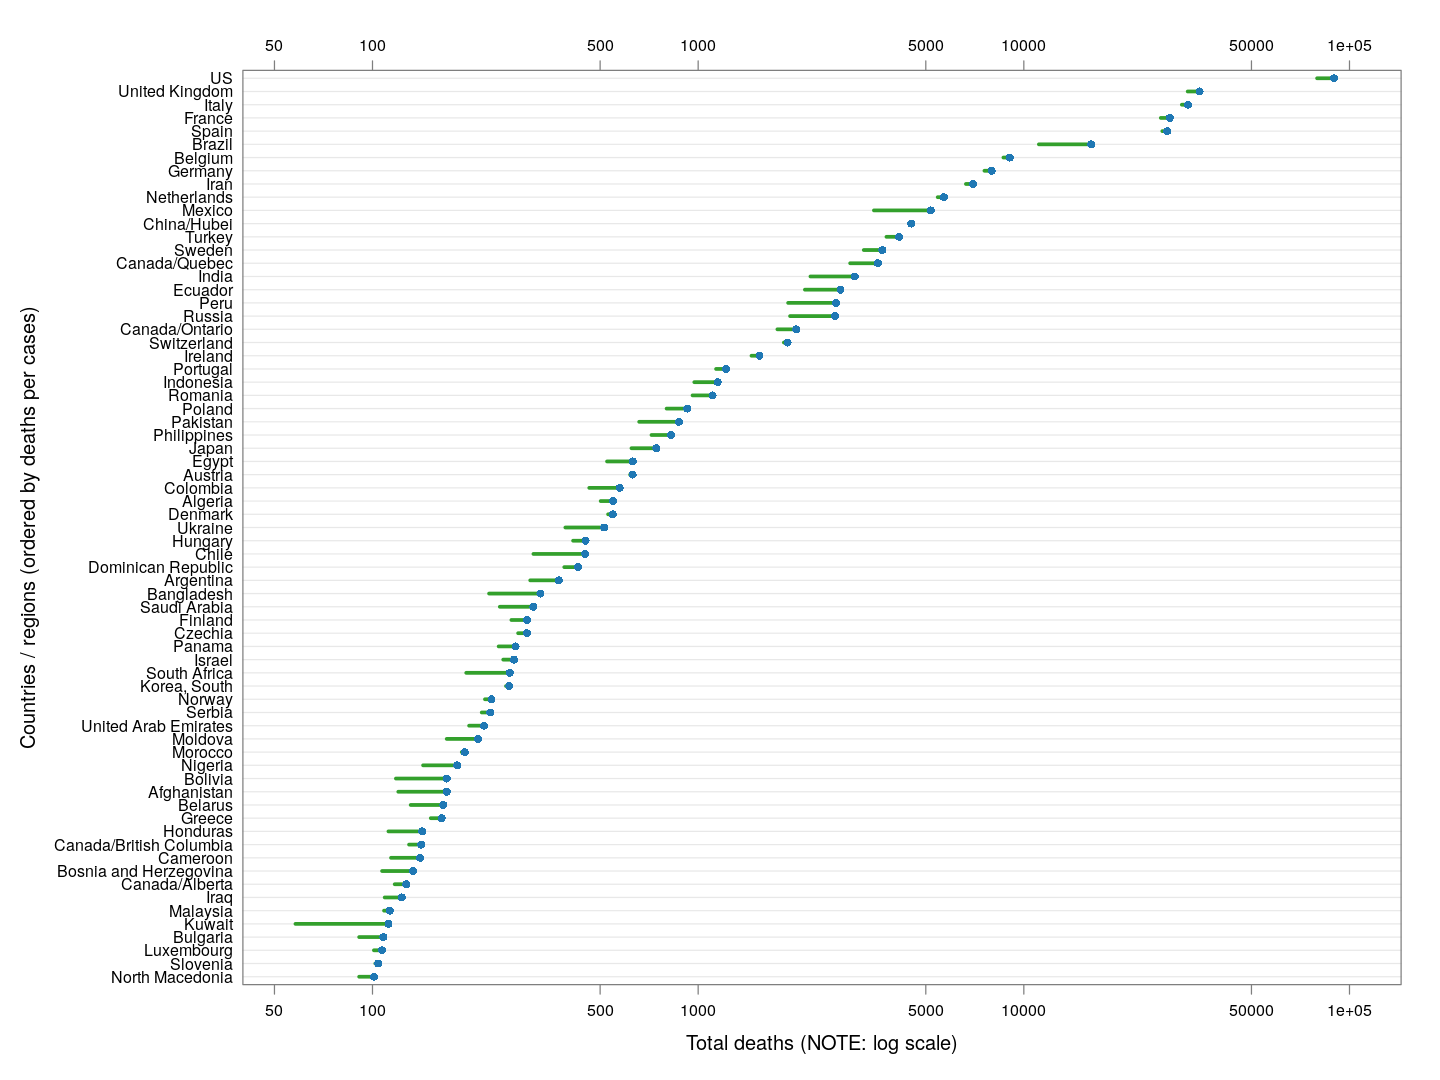 50 100 500 1000 5000 10000 50000 1e+05
US
United Kingdom
Italy
France
Spain
Brazil
Belgium
Germany
Iran
Netherlands
Mexico
China/Hubei
Turkey
Sweden
Canada/Quebec
India
Ecuador
Peru
Russia
Canada/Ontario
Switzerland
Ireland
Portugal
Indonesia
Romania
Poland
Pakistan
Philippines
Japan
Egypt
Austria
Colombia
Algeria
Denmark
Ukraine
Hungary
Chile
Dominican Republic
Argentina
Bangladesh
Saudi Arabia
Finland
Czechia
Panama
Israel
South Africa
Korea, South
Norway
Serbia
United Arab Emirates
Moldova
Morocco
Nigeria
Bolivia
Afghanistan
Belarus
Greece
Honduras
Canada/British Columbia
Cameroon
Bosnia and Herzegovina
Canada/Alberta
Iraq
Malaysia
Kuwait
Bulgaria
Luxembourg
Slovenia
North Macedonia
50 100 500 1000 5000 10000 50000 1e+05
Total deaths (NOTE: log scale)
Countries / regions (ordered by deaths per cases)